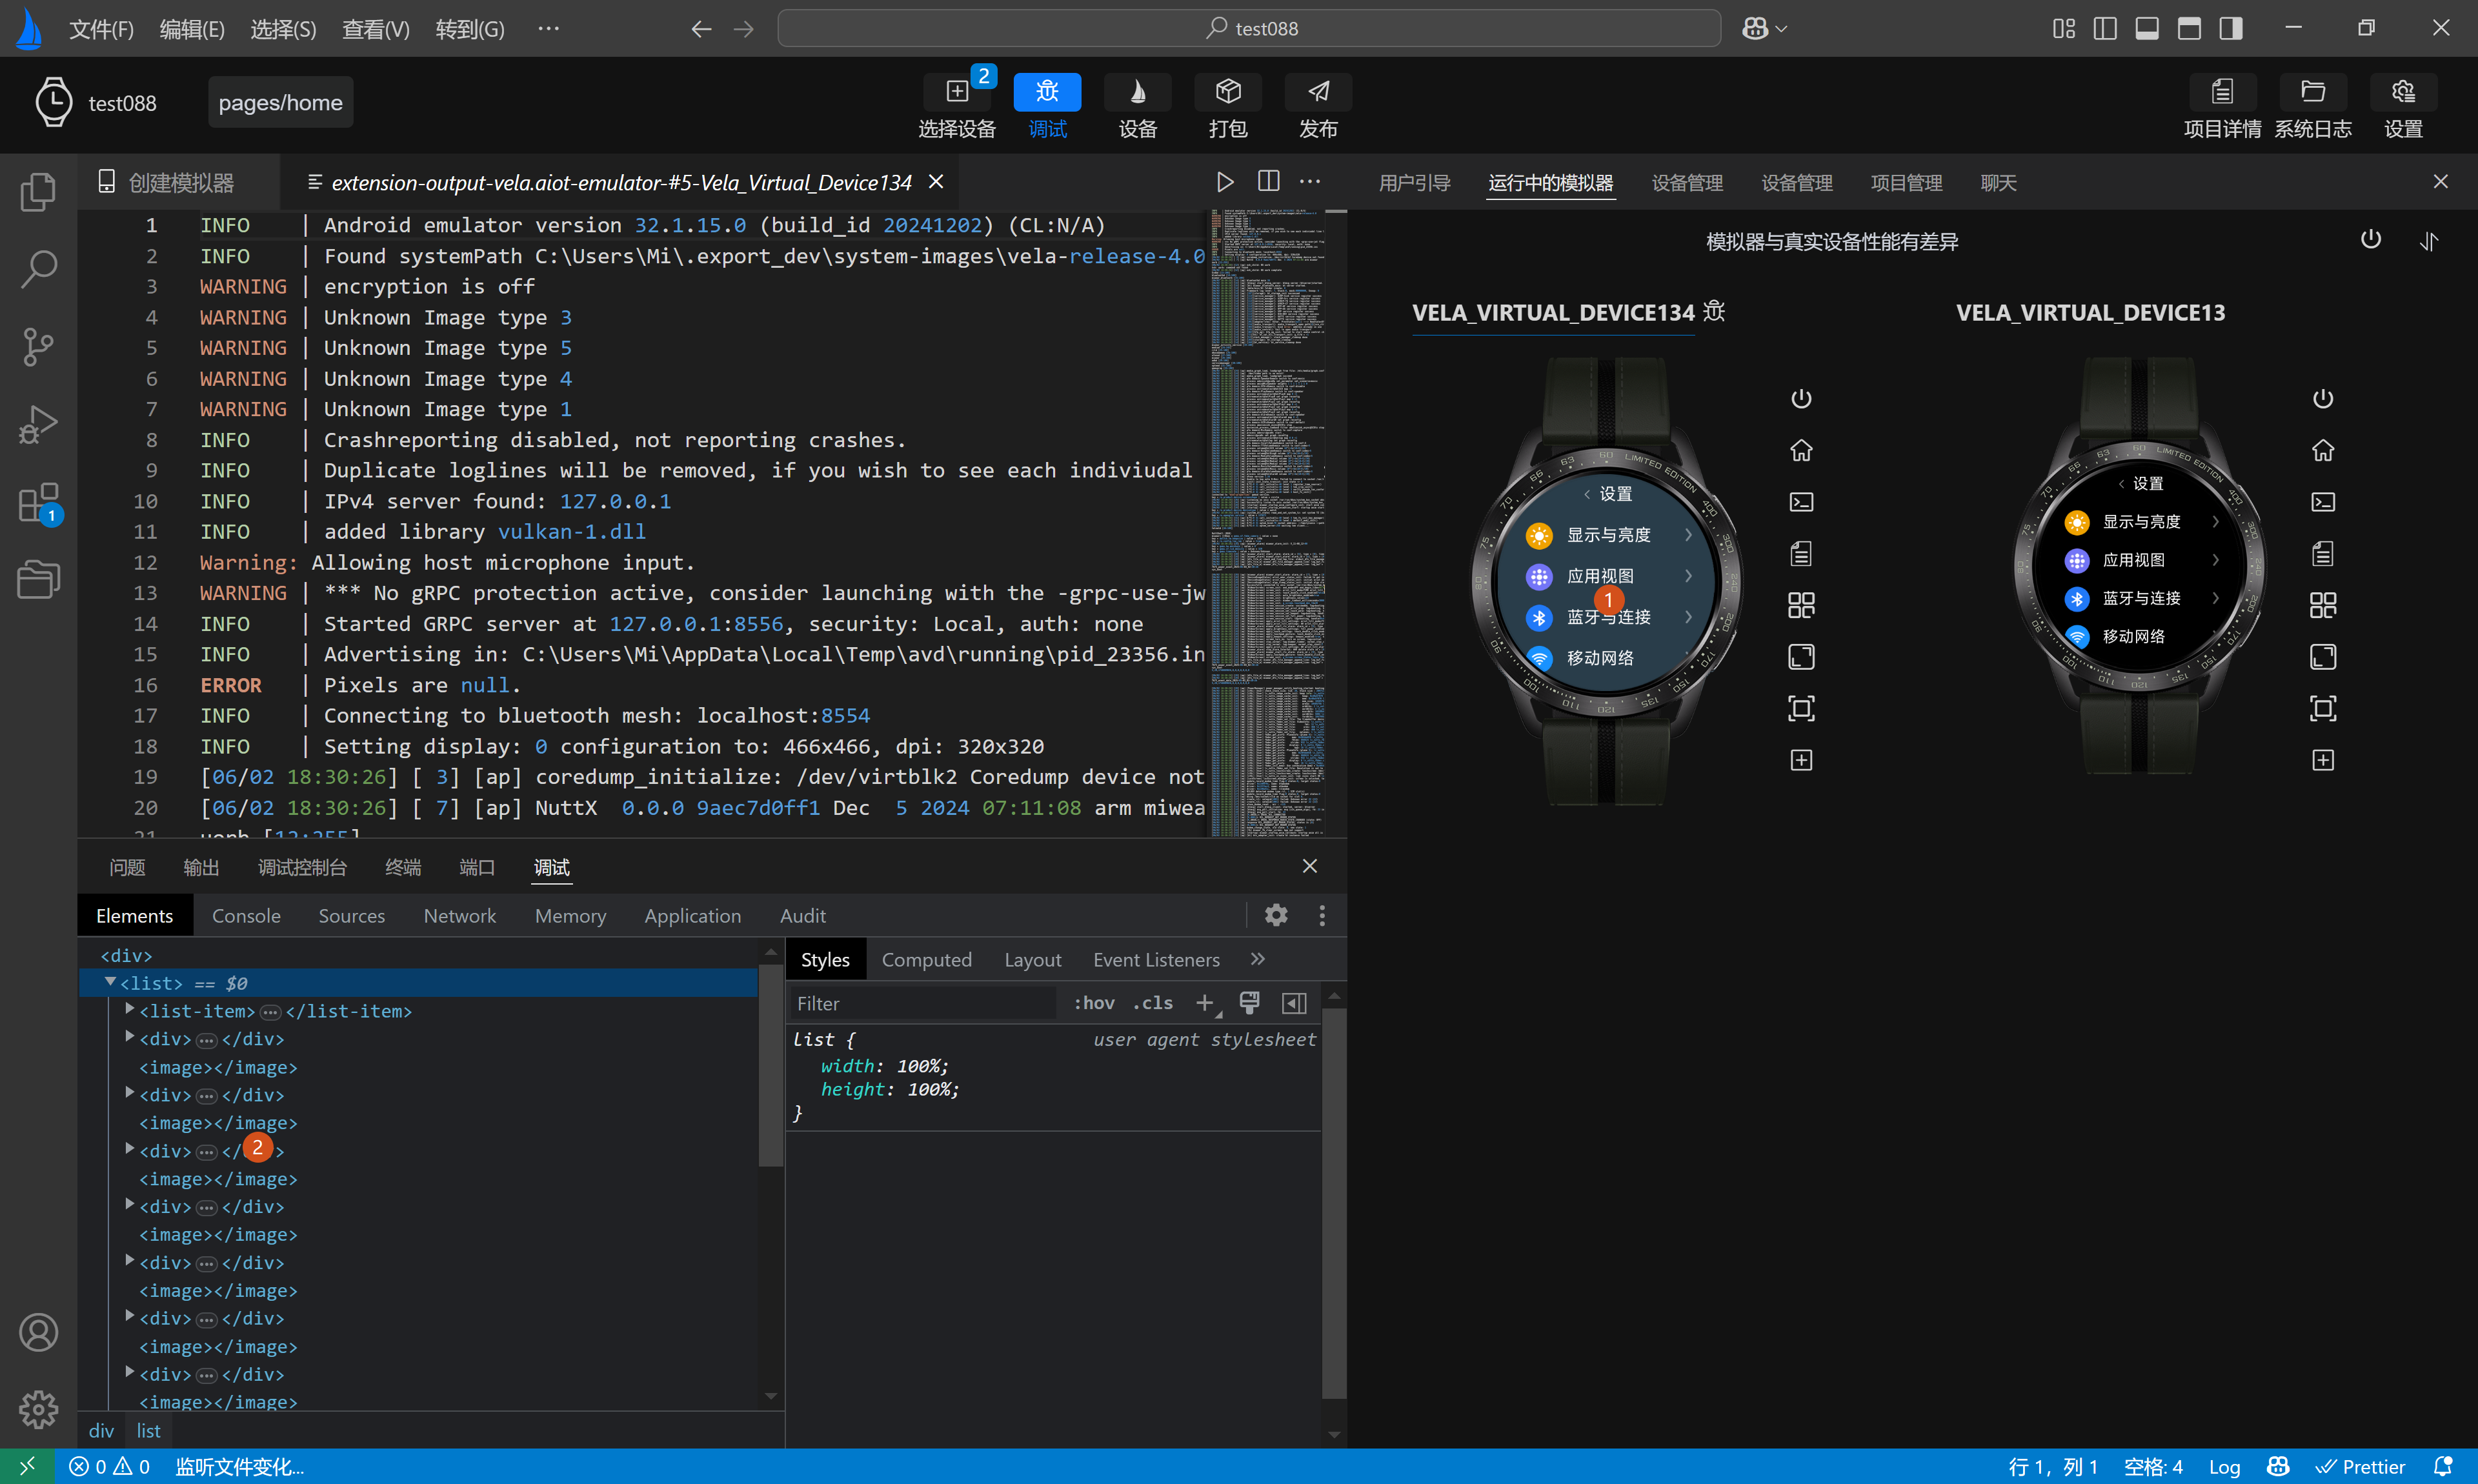 文件(F) 编辑(E) 选择(S) 查看(V) 转到(G) ··· test088
test088 pages/home
2
选择设备 调试 设备 打包 发布 项目详情 系统日志 设置
创建模拟器 extension-output-vela.aiot-emulator-#5-Vela_Virtual_Device134
1 INFO | Android emulator version 32.1.15.0 (build_id 20241202) (CL:N/A)
2 INFO | Found systemPath C:\Users\Mi\.export_dev\system-images\vela-release-4.0
3 WARNING | encryption is off
4 WARNING | Unknown Image type 3
5 WARNING | Unknown Image type 5
6 WARNING | Unknown Image type 4
7 WARNING | Unknown Image type 1
8 INFO | Crashreporting disabled, not reporting crashes.
9 INFO | Duplicate loglines will be removed, if you wish to see each indiviudal
10 INFO | IPv4 server found: 127.0.0.1
11 INFO | added library vulkan-1.dll
12 Warning: Allowing host microphone input.
13 WARNING | *** No gRPC protection active, consider launching with the -grpc-use-jw
14 INFO | Started GRPC server at 127.0.0.1:8556, security: Local, auth: none
15 INFO | Advertising in: C:\Users\Mi\AppData\Local\Temp\avd\running\pid_23356.in
16 ERROR | Pixels are null.
17 INFO | Connecting to bluetooth mesh: localhost:8554
18 INFO | Setting display: 0 configuration to: 466x466, dpi: 320x320
19 [06/02 18:30:26] [ 3] [ap] coredump_initialize: /dev/virtblk2 Coredump device not
20 [06/02 18:30:26] [ 7] [ap] NuttX 0.0.0 9aec7d0ff1 Dec 5 2024 07:11:08 arm miwea
1
问题 输出 调试控制台 终端 端口 调试
Elements Console Sources Network Memory Application Audit
<div>
<list> == $0
<list-item></list-item>
<div></div>
<image></image>
<div></div>
<image></image>
<div></
2
<image></image>
<div></div>
<image></image>
<div></div>
<image></image>
<div></div>
<image></image>
<div></div>
<image></image>
div list
Styles Computed Layout Event Listeners »
Filter :hov .cls
list { user agent stylesheet
width: 100%;
height: 100%;
}
用户引导 运行中的模拟器 设备管理 设备管理 项目管理 聊天
模拟器与真实设备性能有差异
VELA_VIRTUAL_DEVICE134
LIMITED EDITION
设置
显示与亮度
应用视图
1
蓝牙与连接
移动网络
VELA_VIRTUAL_DEVICE13
LIMITED EDITION
设置
显示与亮度
应用视图
蓝牙与连接
移动网络
0 0 监听文件变化... 行 1，列 1 空格: 4 Log Prettier